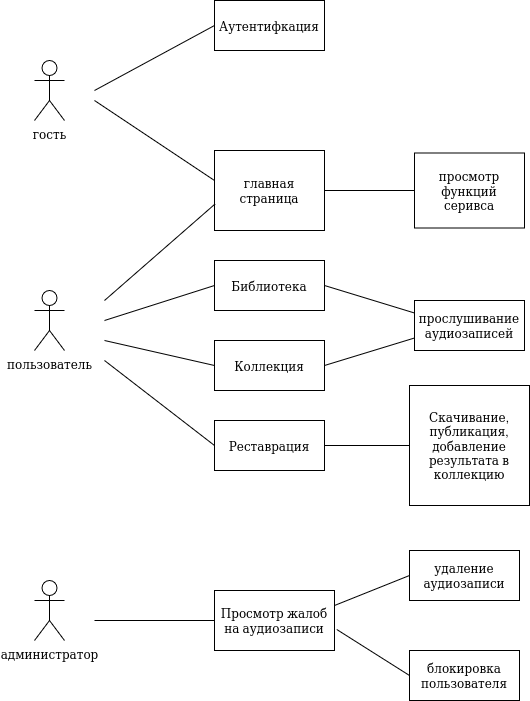 Аутентифкация
гость
главная
страница
просмотр
функций
серивса
Библиотека
прослушивание
аудиозаписей
пользователь
Коллекция
Реставрация
Скачивание,
публикация,
добавление
результата в
коллекцию
удаление
аудиозаписи
Просмотр жалоб
на аудиозаписи
администратор
блокировка
пользователя